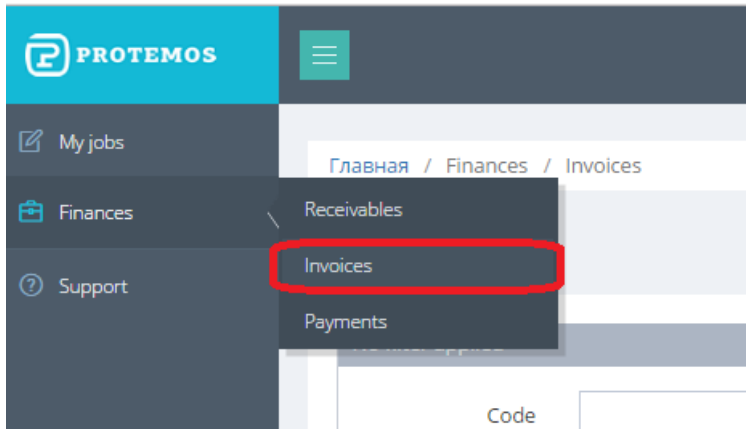 PROTEMOS
My jobs
Главная / Finances / Invoices
Finances
Receivables
Invoices
Support
Payments
Code